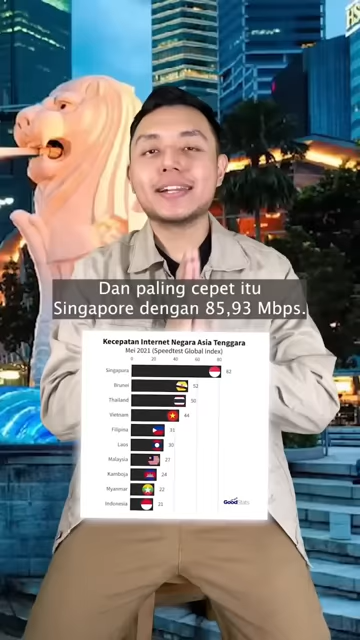 Dan paling cepet itu
Singapore dengan 85,93 Mbps.
Kecepatan Internet Negara Asia Tenggara
Mei 2021 (Speedtest Global Index)
0 20 40 60 80
Singapura 82
Brunei 52
Thailand 50
Vietnam 44
Filipina 31
Laos 30
Malaysia 27
Kamboja 24
Myanmar 22
Indonesia 21
GoodStats